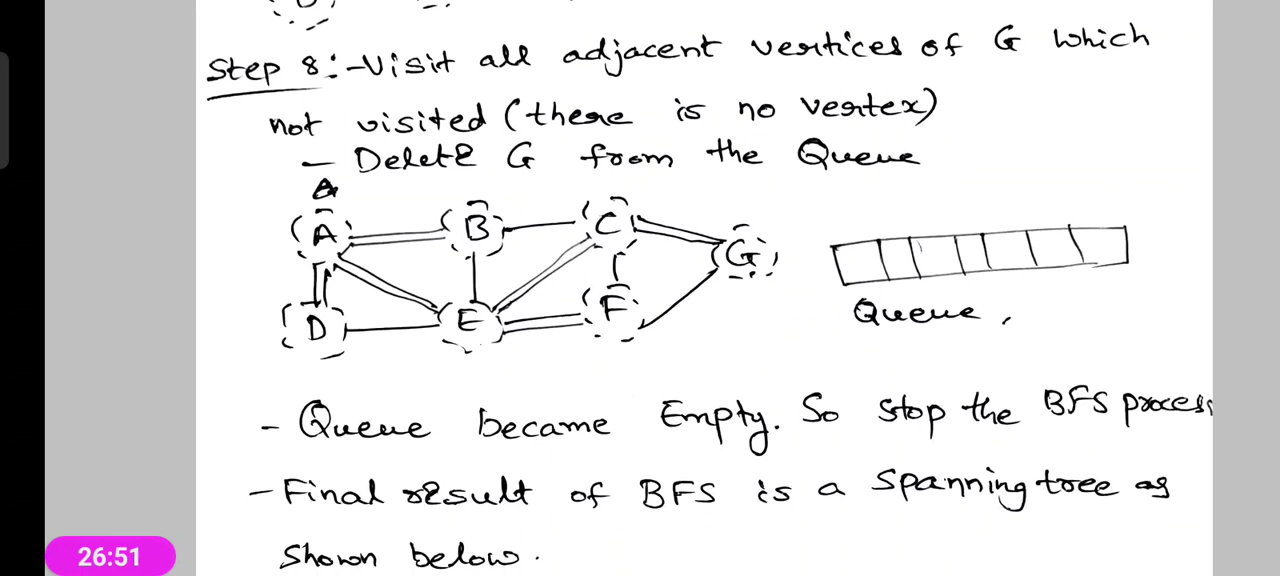 Step 8:- Visit all adjacent vertices of G which
not visited (there is no vertex)
- Delete G from the Queue
A
A B C G
D E F
Queue,
- Queue became Empty. So stop the BFS process
- Final result of BFS is a spanning tree as
shown below.
26:51